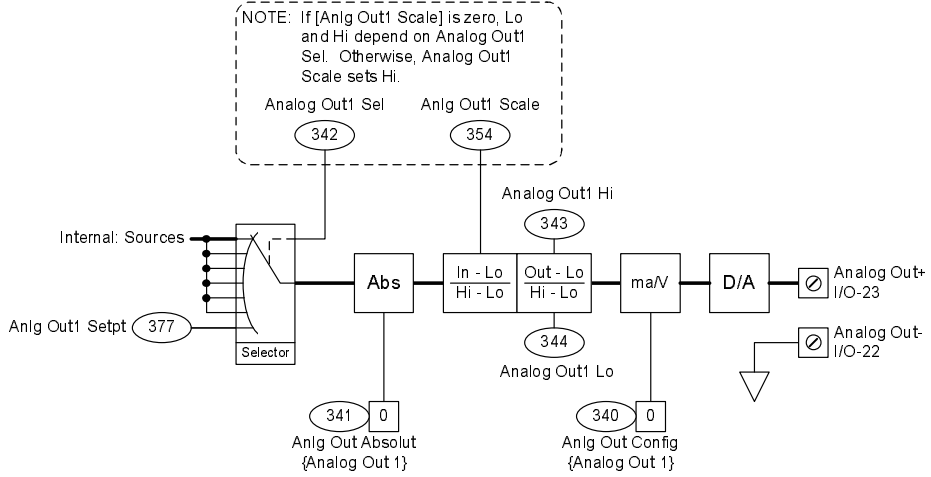 NOTE: If [Anlg Out1 Scale] is zero, Lo
and Hi depend on Analog Out1
Sel. Otherwise, Analog Out1
Scale sets Hi.
Analog Out1 Sel
Anlg Out1 Scale
342
354
Analog Out1 Hi
343
Internal: Sources
Abs
In - Lo
Hi - Lo
Out - Lo
Hi - Lo
ma/V
D/A
Analog Out+
I/O-23
Anlg Out1 Setpt
377
Selector
344
Analog Out1 Lo
Analog Out-
I/O-22
341
0
Anlg Out Absolut
{Analog Out 1}
340
0
Anlg Out Config
{Analog Out 1}